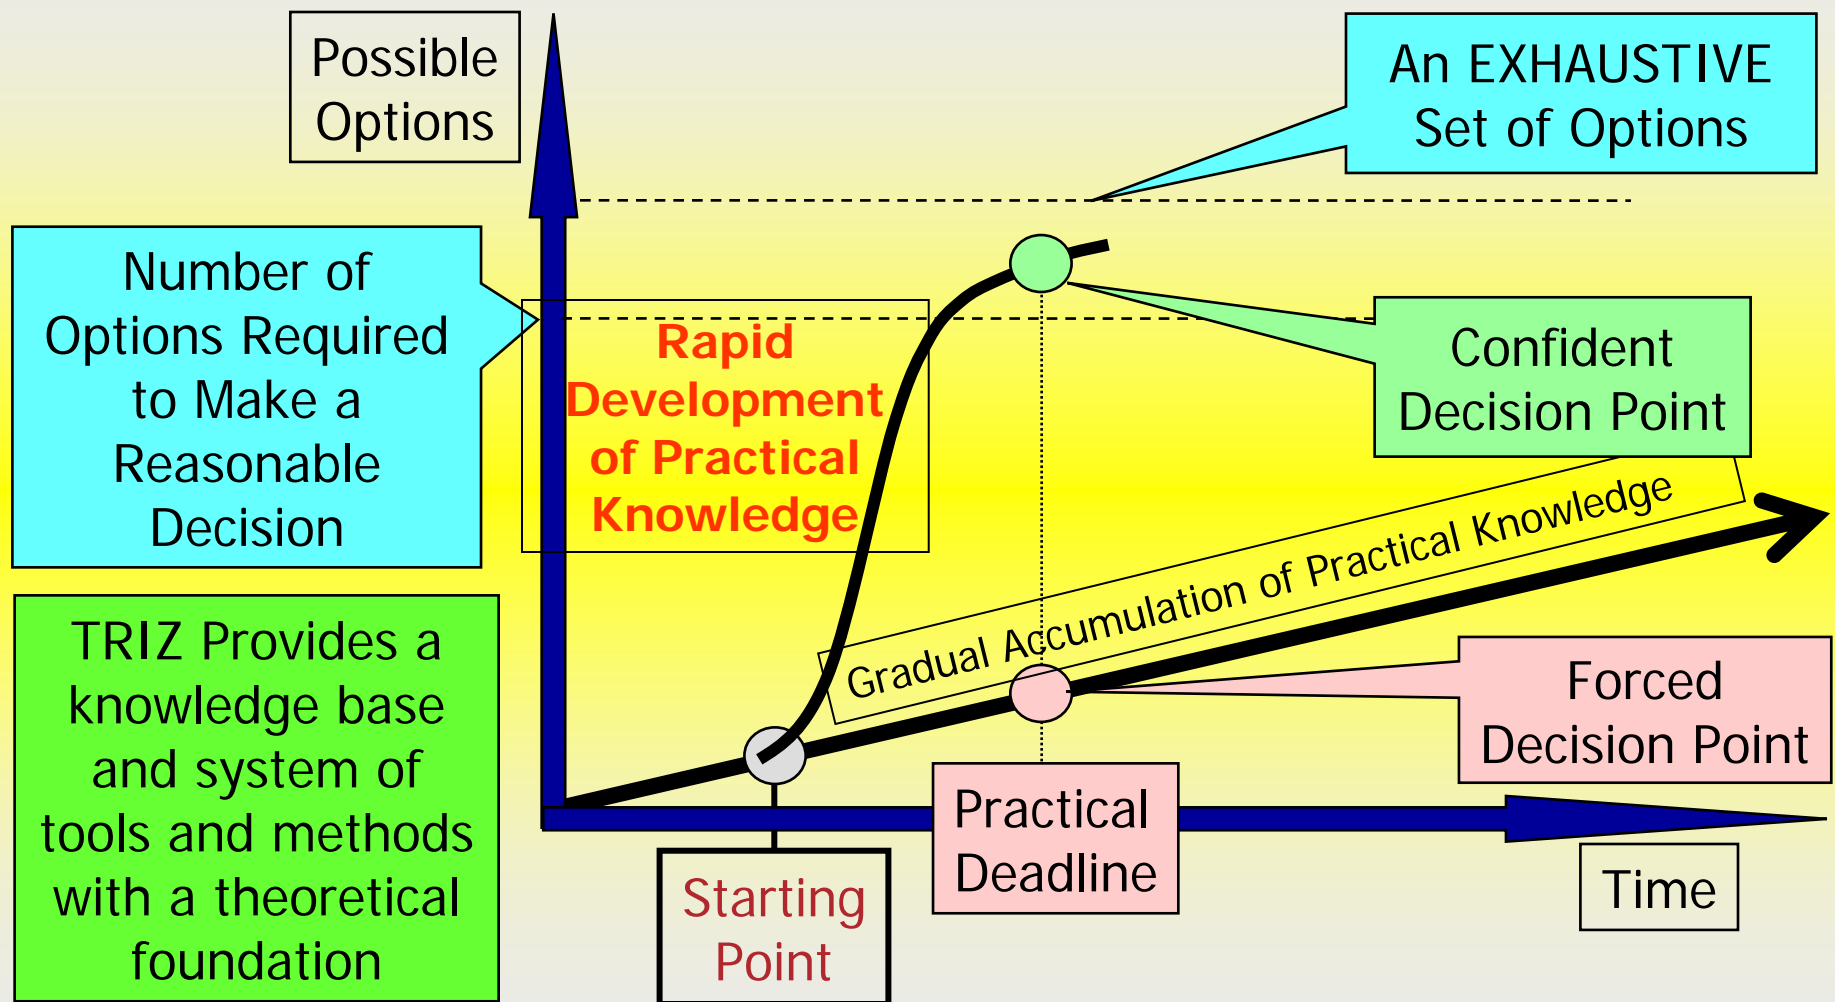 Possible
Options
An EXHAUSTIVE
Set of Options
Number of
Options Required
to Make a
Reasonable
Decision
Rapid
Development
of Practical
Knowledge
Confident
Decision Point
Gradual Accumulation of Practical Knowledge
TRIZ Provides a
knowledge base
and system of
tools and methods
with a theoretical
foundation
Forced
Decision Point
Practical
Deadline
Starting
Point
Time